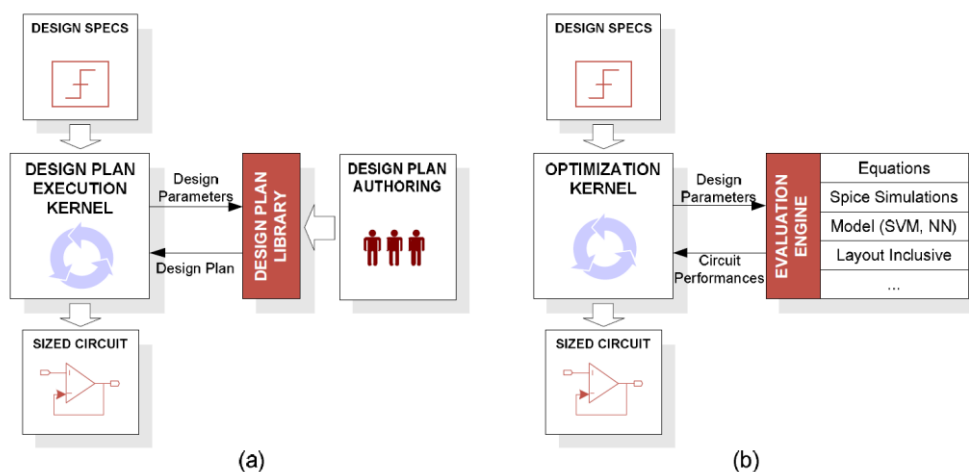 DESIGN SPECS
DESIGN PLAN
EXECUTION
KERNEL
Design
Parameters
Design Plan
DESIGN PLAN
LIBRARY
DESIGN PLAN
AUTHORING
SIZED CIRCUIT
(a)
DESIGN SPECS
OPTIMIZATION
KERNEL
Design
Parameters
Circuit
Performances
EVALUATION
ENGINE
Equations
Spice Simulations
Model (SVM, NN)
Layout Inclusive
...
SIZED CIRCUIT
(b)